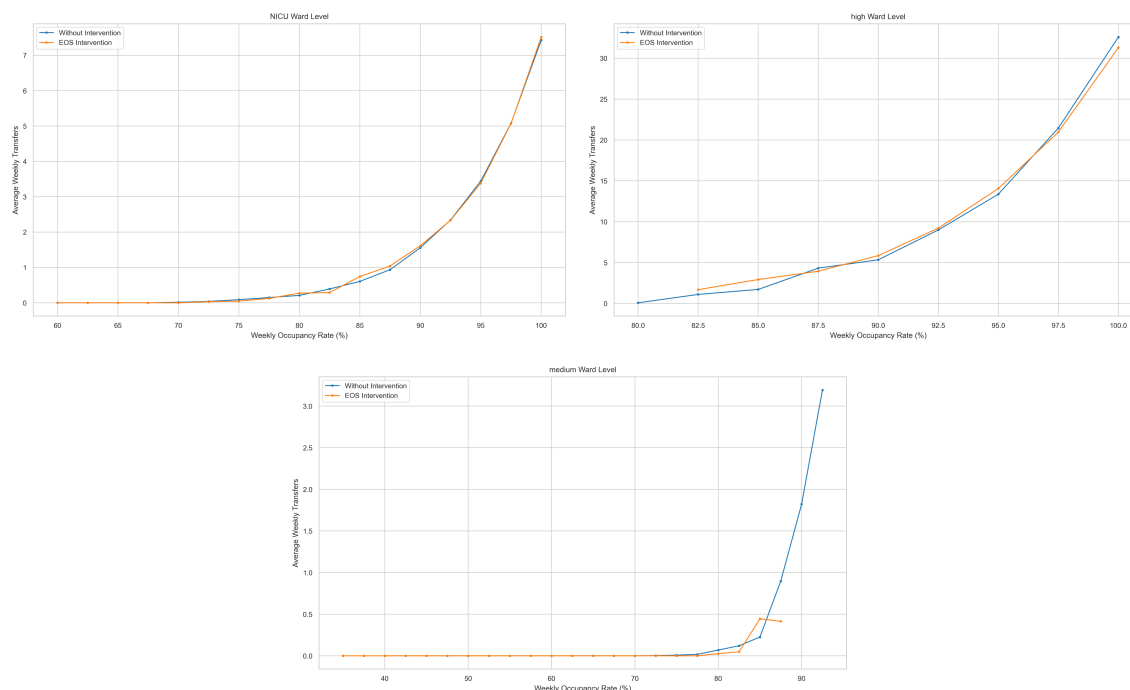 NICU Ward Level
Without Intervention
EOS Intervention
7
6
5
4
3
2
1
0
Average Weekly Transfers
60 65 70 75 80 85 90 95 100
Weekly Occupancy Rate (%)
high Ward Level
Without Intervention
EOS Intervention
30
25
20
15
10
5
0
Average Weekly Transfers
80.0 82.5 85.0 87.5 90.0 92.5 95.0 97.5 100.0
Weekly Occupancy Rate (%)
medium Ward Level
Without Intervention
EOS Intervention
3.0
2.5
2.0
1.5
1.0
0.5
0.0
Average Weekly Transfers
40 50 60 70 80 90
Weekly Occupancy Rate (%)